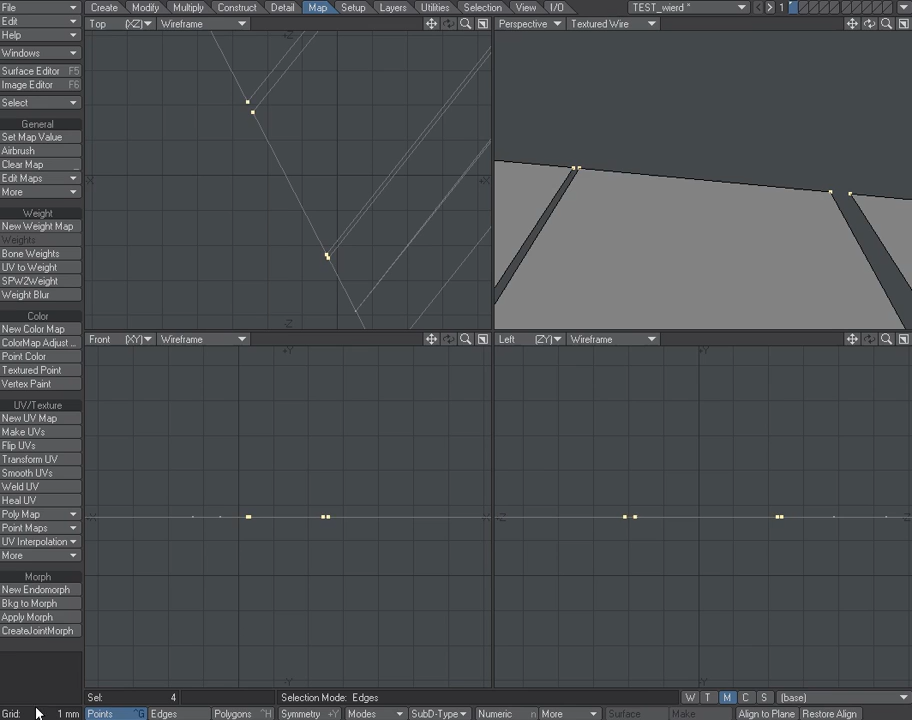 File Create Modify Multiply Construct Detail Map Setup Layers Utilities Selection View I/O TEST_wierd * 1
Edit Top (XZ) Wireframe Perspective Textured Wire
Help
Windows
Surface Editor F5
Image Editor F6
Select
General
Set Map Value
Airbrush
Clear Map _
Edit Maps
More
Weight
New Weight Map
Weights
Bone Weights
UV to Weight
SPW2Weight
Weight Blur
Color
New Color Map
ColorMap Adjust ...
Point Color
Textured Point
Vertex Paint
UV/Texture
New UV Map
Make UVs
Flip UVs
Transform UV
Smooth UVs
Weld UV
Heal UV
Poly Map
Point Maps
UV Interpolation
More
Morph
New Endomorph
Bkg to Morph
Apply Morph
CreateJointMorph
Front (XY) Wireframe Left (ZY) Wireframe
Sel: 4 Selection Mode: Edges W T M C S (base)
Grid: 1 mm Points ^G Edges Polygons ^H Symmetry +Y Modes SubD-Type Numeric n More Surface Make Align to Plane Restore Align